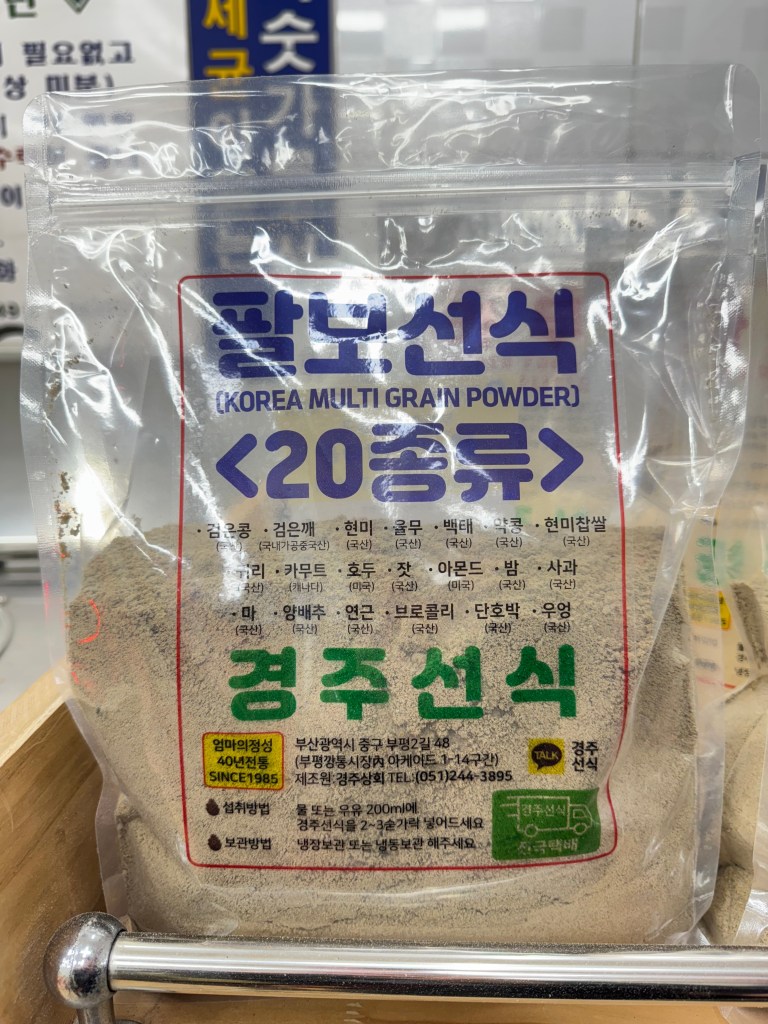 필요없고
상 미분)
세균
숫가
팔보선식
(KOREA MULTI GRAIN POWDER)
<20종류>
· 검은콩 · 검은깨 · 현미 · 율무 · 백태 · 약콩 · 현미찹쌀
(국산) (국내가공중국산) (국산) (국산) (국산) (국산) (국산)
귀리 · 카무트 · 호두 · 잣 · 아몬드 · 밤 · 사과
(국산) (캐나다) (미국) (국산) (미국) (국산) (국산)
· 마 · 양배추 · 연근 · 브로콜리 · 단호박 · 우엉
(국산) (국산) (국산) (국산) (국산) (국산)
경주선식
엄마의정성
40년전통
SINCE1985
부산광역시 중구 부평2길 48
(부평깡통시장內 아케이드 1-14구간)
제조원:경주상회 TEL:(051)244-3895
TALK
경주
선식
섭취방법
물 또는 우유 200ml에
경주선식을 2~3숟가락 넣어드세요
보관방법
냉장보관 또는 냉동보관 해주세요
경주선식
전국택배